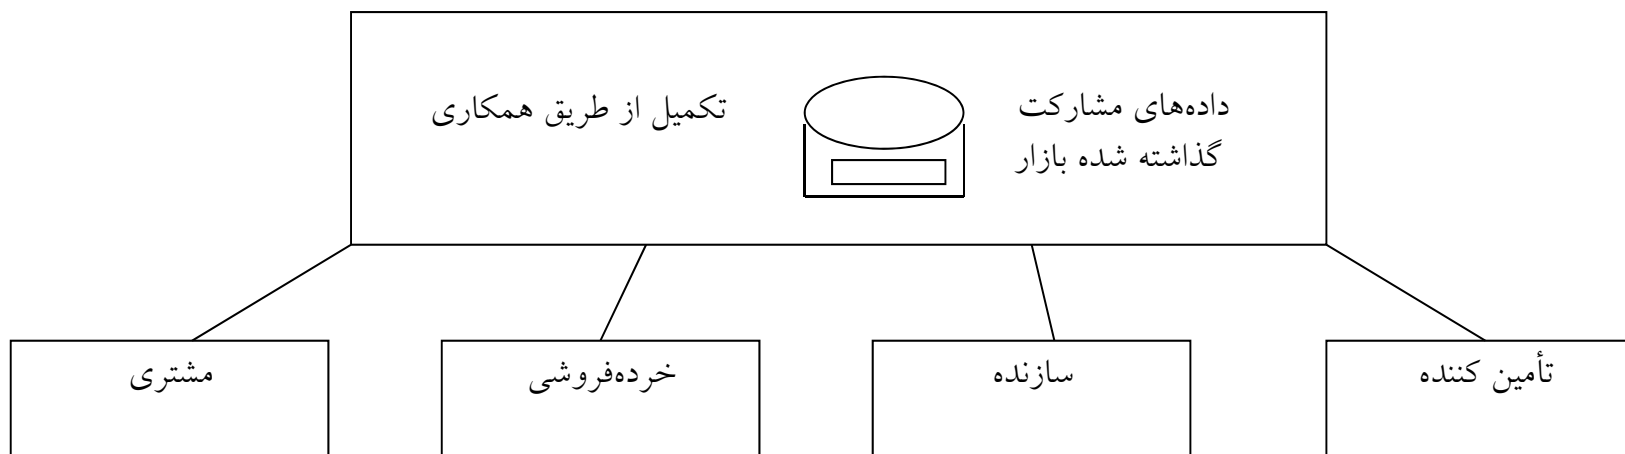 داده‌های مشارکت
گذاشته شده بازار
تکمیل از طریق همکاری
تأمین کننده
سازنده
خرده‌فروشی
مشتری